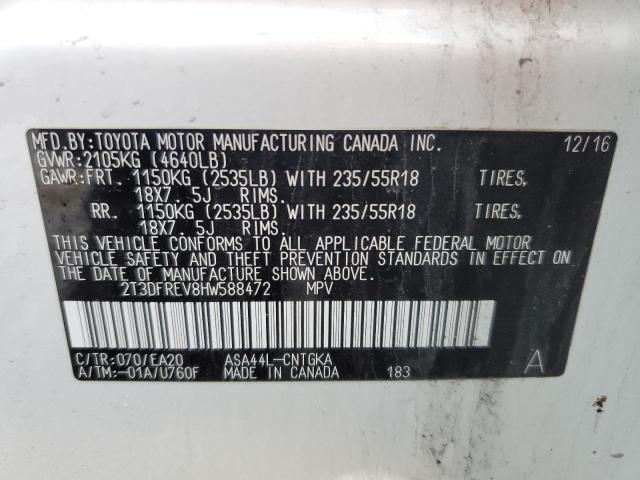 MFD.BY:TOYOTA MOTOR MANUFACTURING CANADA INC. 12/16
GVWR:2105KG (4640LB)
GAWR:FRT. 1150KG (2535LB) WITH 235/55R18 TIRES,
18X7. 5J RIMS.
RR. 1150KG (2535LB) WITH 235/55R18 TIRES,
18X7. 5J RIMS.
THIS VEHICLE CONFORMS TO ALL APPLICABLE FEDERAL MOTOR
VEHICLE SAFETY AND THEFT PREVENTION STANDARDS IN EFFECT ON
THE DATE OF MANUFACTURE SHOWN ABOVE.
2T3DFREV8HW588472 MPV
C/TR:070/EA20 ASA44L-CNTGKA A
A/TM:-01A/U760F MADE IN CANADA 183